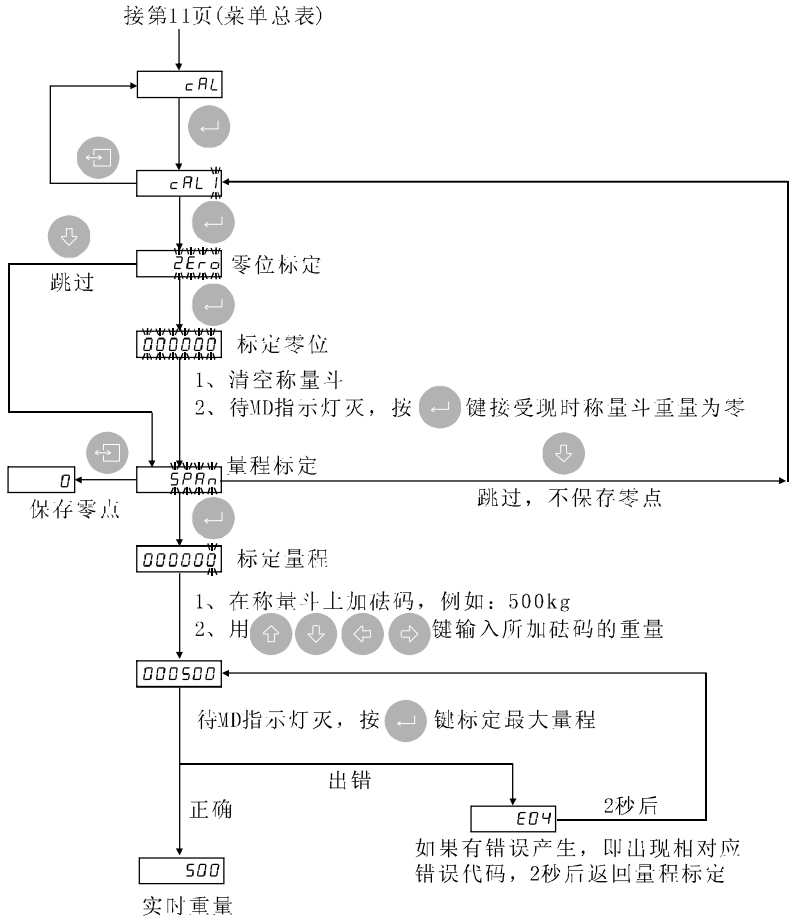 接第11页(菜单总表)
cAL
cAL 1
2Ero
零位标定
跳过
000000
标定零位
1、清空称量斗
2、待MD指示灯灭，按
键接受现时称量斗重量为零
量程标定
0
SPAn
跳过，不保存零点
保存零点
000000
标定量程
1、在称量斗上加砝码，例如：500kg
2、用
键输入所加砝码的重量
000500
待MD指示灯灭，按
键标定最大量程
出错
正确
E04
2秒后
如果有错误产生，即出现相对应
错误代码，2秒后返回量程标定
500
实时重量